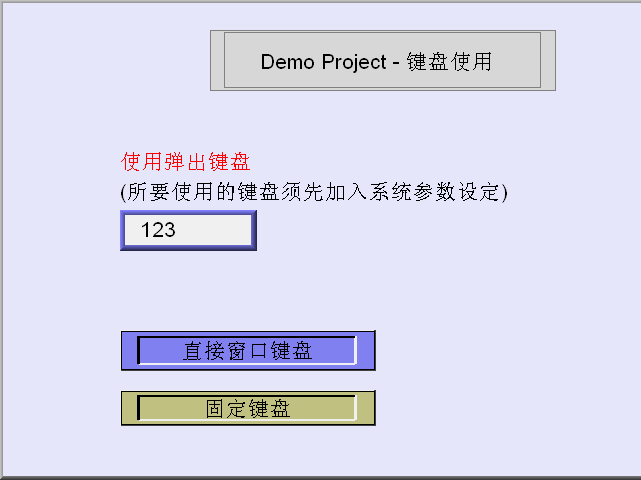 Demo Project - 键盘使用
使用弹出键盘
(所要使用的键盘须先加入系统参数设定)
123
直接窗口键盘
固定键盘